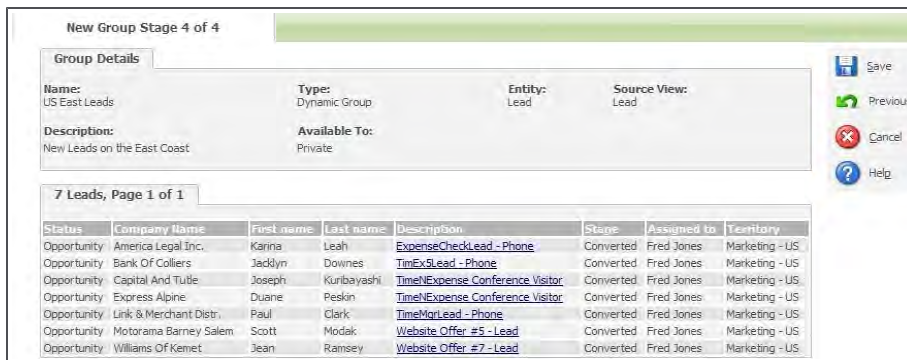 New Group Stage 4 of 4
Group Details
Name: Type: Entity: Source View:
US East Leads Dynamic Group Lead Lead
Description: Available To:
New Leads on the East Coast Private
Save
Previou
Cancel
Help
7 Leads, Page 1 of 1
Status Company Name First name Last name Description Stage Assigned to Territory
Opportunity America Legal Inc. Karina Leah ExpenseCheckLead - Phone Converted Fred Jones Marketing - US
Opportunity Bank Of Colliers Jacklyn Downes TimEx5Lead - Phone Converted Fred Jones Marketing - US
Opportunity Capital And Tutle Joseph Kuribayashi TimeNExpense Conference Visitor Converted Fred Jones Marketing - US
Opportunity Express Alpine Duane Peskin TimeNExpense Conference Visitor Converted Fred Jones Marketing - US
Opportunity Link & Merchant Distr. Paul Clark TimeMgrLead - Phone Converted Fred Jones Marketing - US
Opportunity Motorama Barney Salem Scott Modak Website Offer #5 - Lead Converted Fred Jones Marketing - US
Opportunity Williams Of Kemet Jean Ramsey Website Offer #7 - Lead Converted Fred Jones Marketing - US